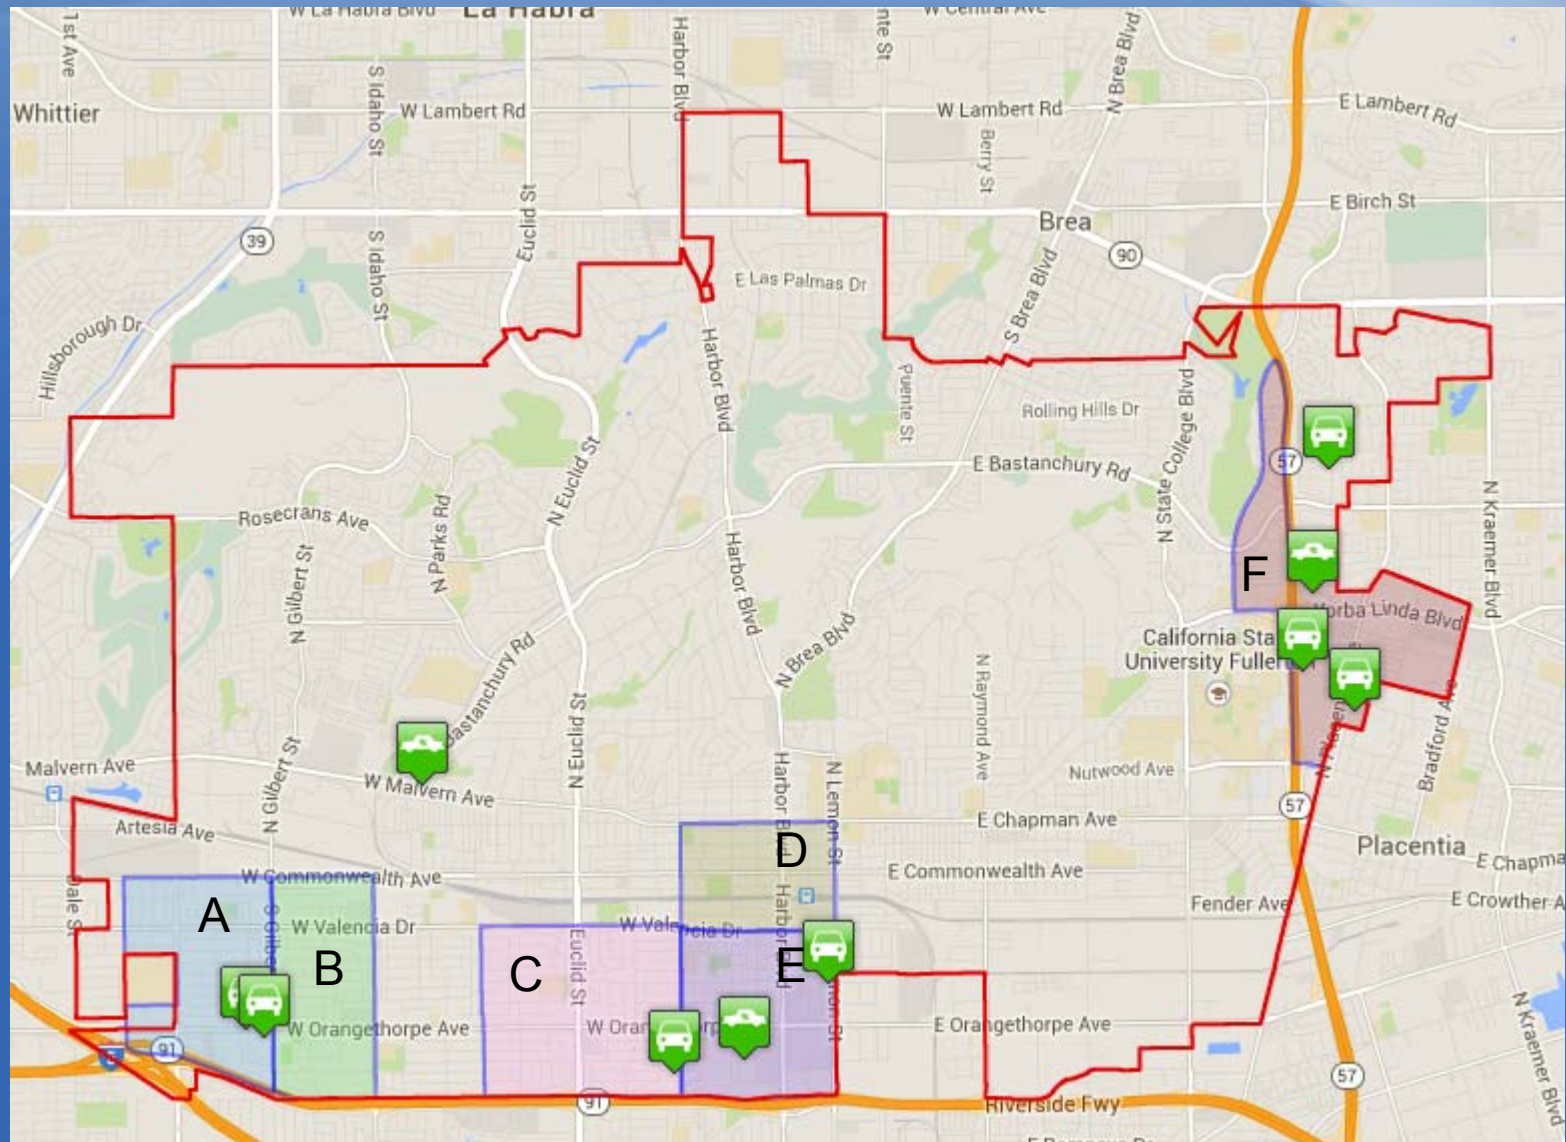 W La Habra Blvd
La Habra
W Central Ave
1st Ave
Harbor Blvd
N Brea Blvd
S Idaho St
Whittier
W Lambert Rd
W Lambert Rd
E Lambert Rd
Berry St
Euclid St
E Birch St
Brea
39
90
S Idaho St
E Las Palmas Dr
S Brea Blvd
Hillsborough Dr
Harbor Blvd
Puente St
Rolling Hills Dr
N State College Blvd
N Euclid St
E Bastanchury Rd
57
Rosecrans Ave
N Parks Rd
N Kraemer Blvd
N Gilbert St
Harbor Blvd
F
Yorba Linda Blvd
California Sta
University Fuller
N Brea Blvd
N Raymond Ave
Bastanchury Rd
N Euclid St
Bradford Ave
Malvern Ave
N Gilbert St
W Malvern Ave
Harbor Blvd
N Lemon St
Nutwood Ave
57
Artesia Ave
E Chapman Ave
D
Placentia
E Chapma
W Commonwealth Ave
E Commonwealth Ave
Dale St
A
Harbor
Fender Ave
E Crowther A
W Valencia Dr
W Valencia Dr
B
C
E
Euclid St
W Orangethorpe Ave
E Orangethorpe Ave
N Kraemer Blvd
91
57
91
Riverside Fwy